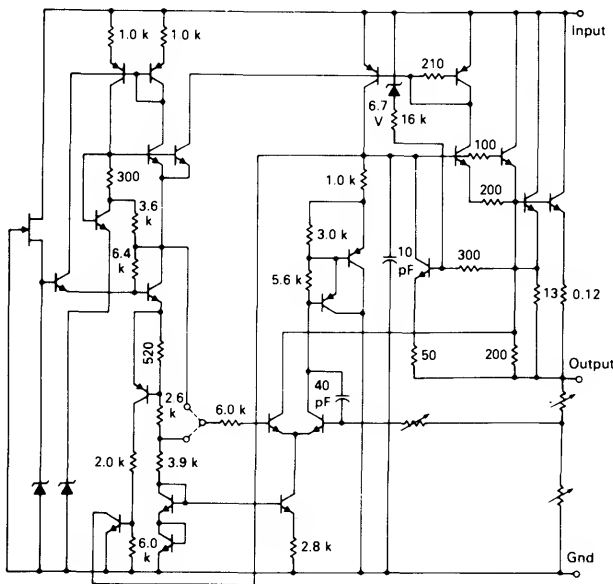 1.0 k
1.0 k
Input
210
6.7
V
16 k
100
300
1.0 k
200
3.6
k
3.0 k
6.4
k
10
pF
300
5.6 k
13
0.12
520
50
200
Output
2.6
k
40
pF
6.0 k
2.0 k
3.9 k
6.0
k
2.8 k
Gnd